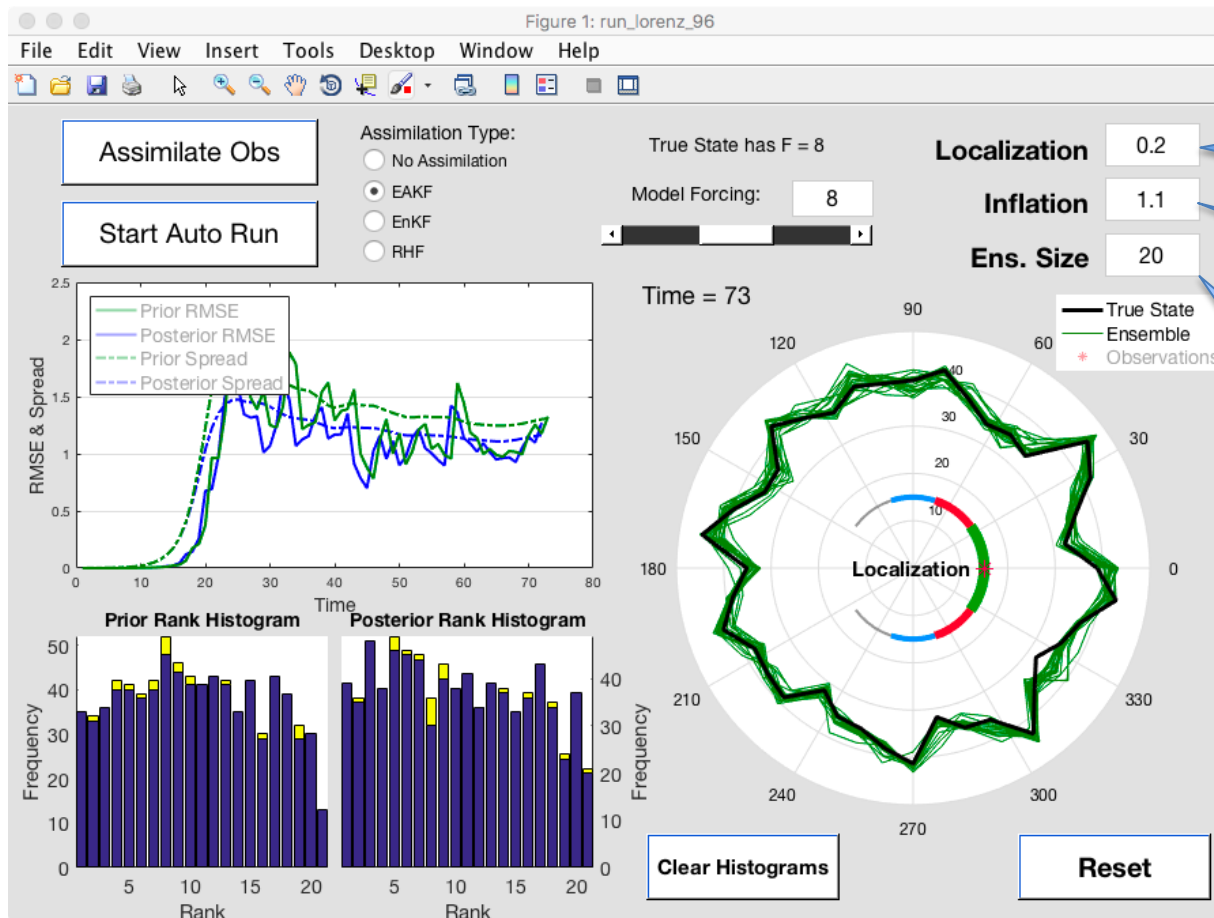 Figure 1: run_lorenz_96
File Edit View Insert Tools Desktop Window Help
Assimilate Obs
Start Auto Run
Assimilation Type:
No Assimilation
EAKF
EnKF
RHF
True State has F = 8
Model Forcing: 8
Localization 0.2
Inflation 1.1
Ens. Size 20
2.5
2
1.5
1
0.5
0
RMSE & Spread
Prior RMSE
Posterior RMSE
Prior Spread
Posterior Spread
0 10 20 30 40 50 60 70 80
Time
Time = 73
True State
Ensemble
Observations
90
60
30
0
330
300
270
240
210
180
150
120
40
30
20
10
Localization
Prior Rank Histogram
50
40
30
20
10
0
Frequency
5 10 15 20
Rank
Posterior Rank Histogram
40
30
20
10
0
Frequency
5 10 15 20
Rank
Clear Histograms
Reset